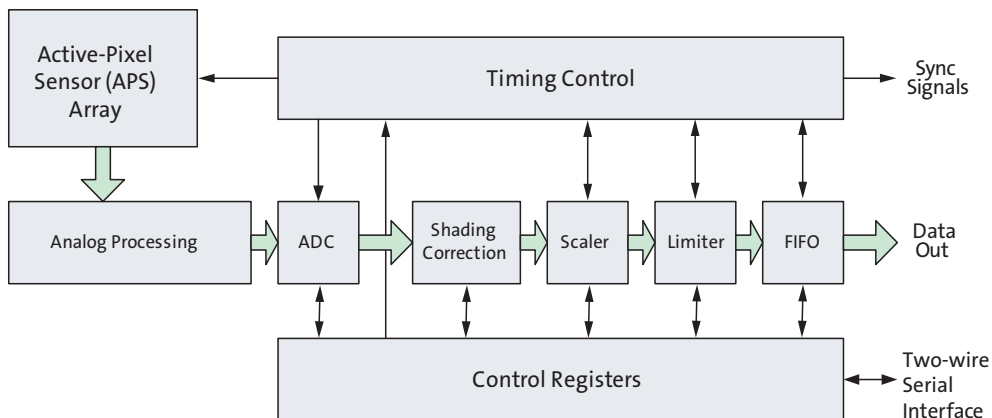 Active-Pixel
Sensor (APS)
Array
Timing Control
Sync
Signals
Analog Processing
ADC
Shading
Correction
Scaler
Limiter
FIFO
Data
Out
Control Registers
Two-wire
Serial
Interface